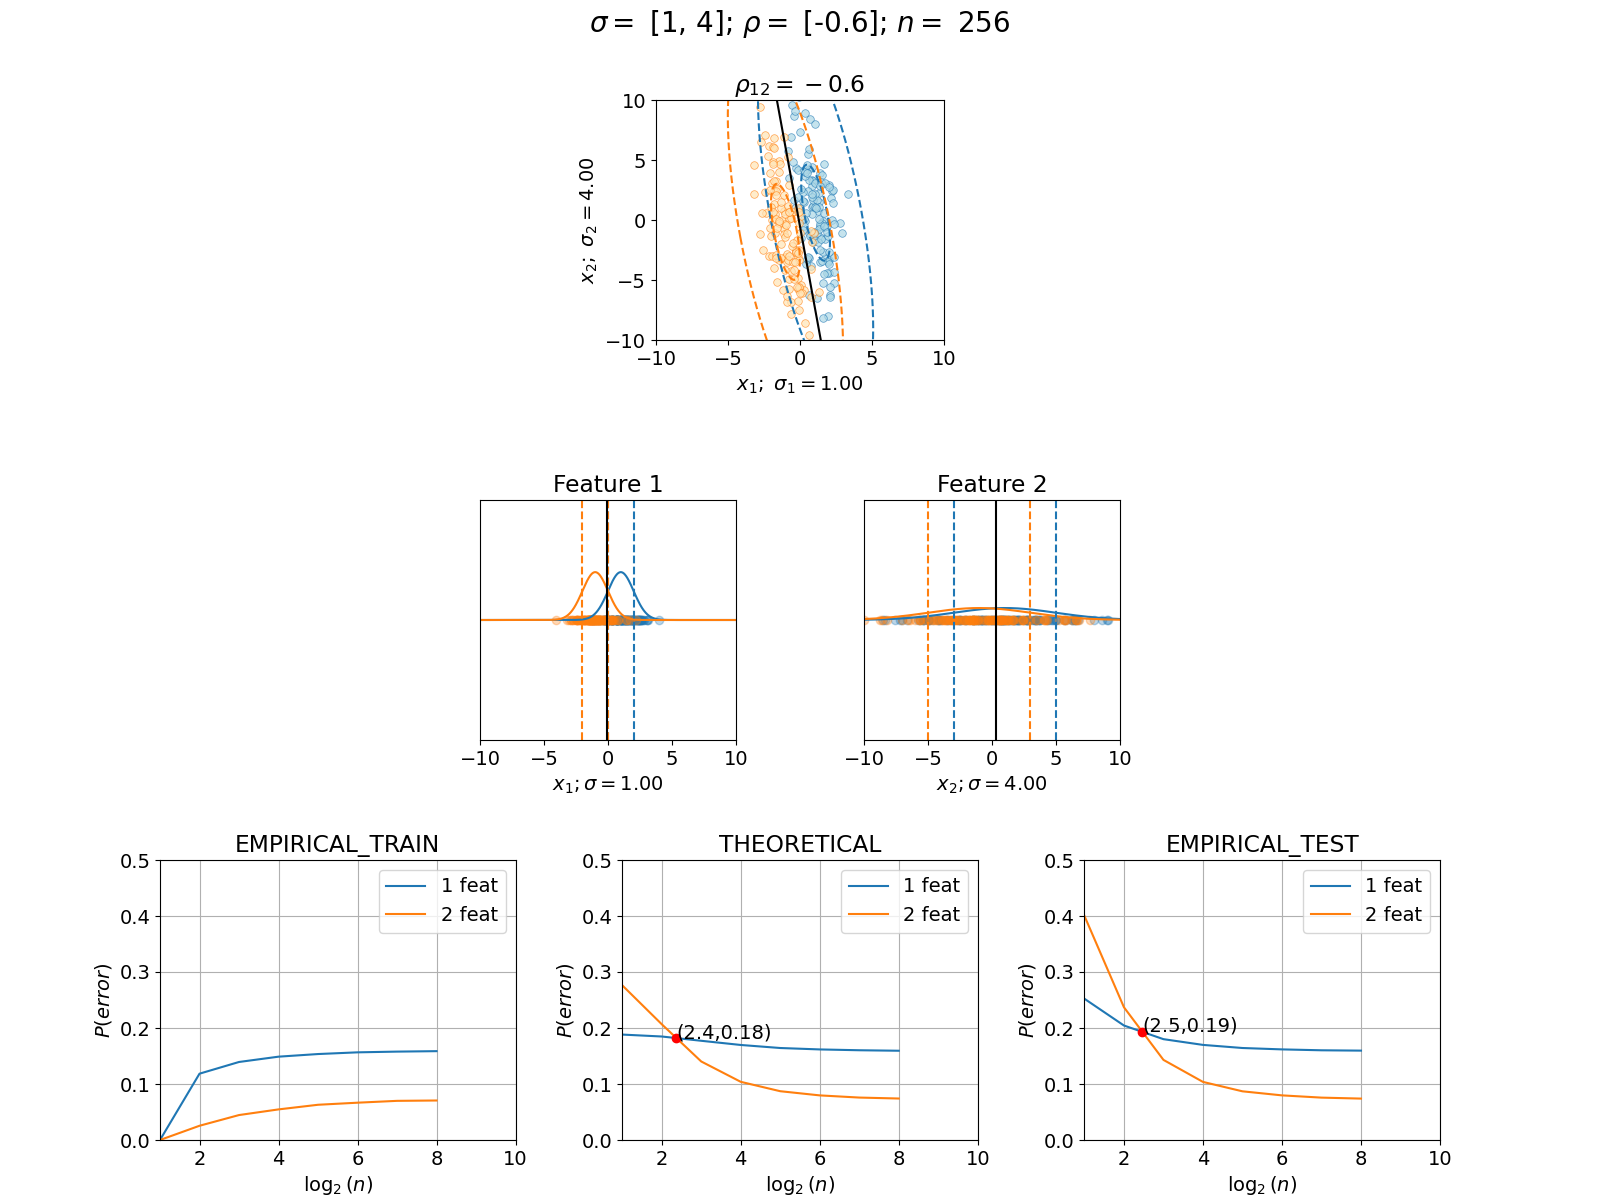 σ = [1, 4]; ρ = [-0.6]; n = 256
ρ₁₂ = −0.6
10
5
0
−5
−10
x₂; σ₂ = 4.00
−10 −5 0 5 10
x₁; σ₁ = 1.00
Feature 1
−10 −5 0 5 10
x₁; σ = 1.00
Feature 2
−10 −5 0 5 10
x₂; σ = 4.00
EMPIRICAL_TRAIN
0.5
0.4
0.3
0.2
0.1
0.0
P(error)
1 feat
2 feat
2 4 6 8 10
log₂ (n)
THEORETICAL
0.5
0.4
0.3
0.2
0.1
0.0
P(error)
1 feat
2 feat
(2.4,0.18)
2 4 6 8 10
log₂ (n)
EMPIRICAL_TEST
0.5
0.4
0.3
0.2
0.1
0.0
P(error)
1 feat
2 feat
(2.5,0.19)
2 4 6 8 10
log₂ (n)